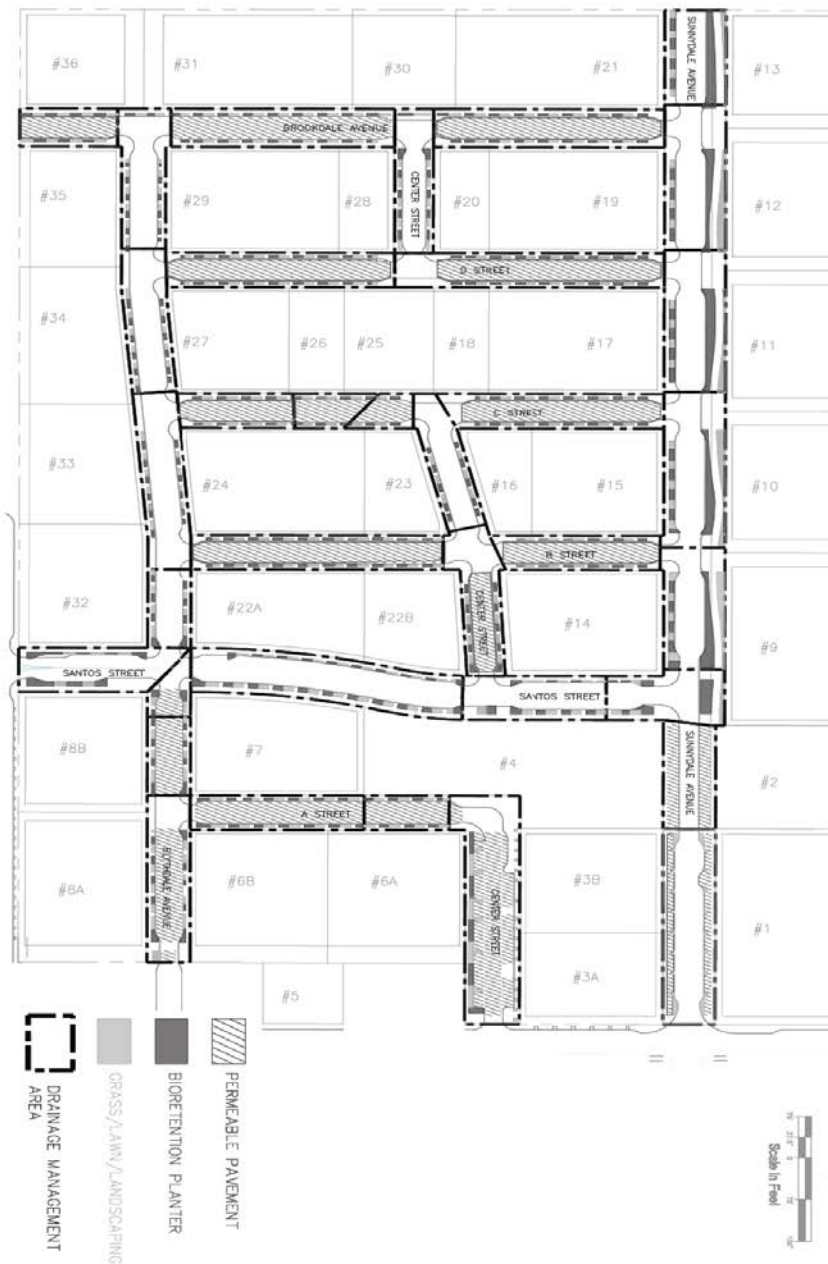 #36
#31
#30
#21
SUNNYDALE AVENUE
#13
BROOKDALE AVENUE
#35
#29
#28
CENTER STREET
#20
#19
#12
D STREET
#34
#27
#26
#25
#18
#17
#11
C STREET
#33
#24
#23
#16
#15
#10
B STREET
#32
#22A
#22B
CENTER STREET
#14
#9
SANTOS STREET
SANTOS STREET
#8B
#7
#4
SUNNYDALE AVENUE
#2
A STREET
#8A
BLYTHDALE AVENUE
#6B
#6A
CENTER STREET
#3B
#3A
#1
#5
PERMEABLE PAVEMENT
BIORETENTION PLANTER
GRASS/LAWN/LANDSCAPING
DRAINAGE MANAGEMENT
AREA
Scale in Feet